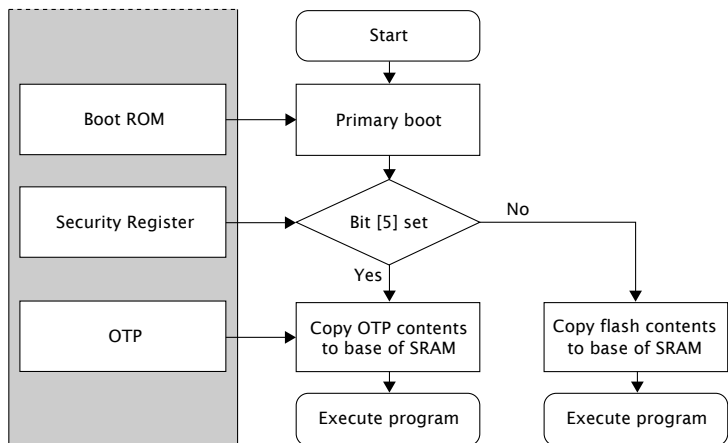 Start
Boot ROM
Primary boot
Security Register
Bit [5] set
No
Yes
OTP
Copy OTP contents
to base of SRAM
Copy flash contents
to base of SRAM
Execute program
Execute program